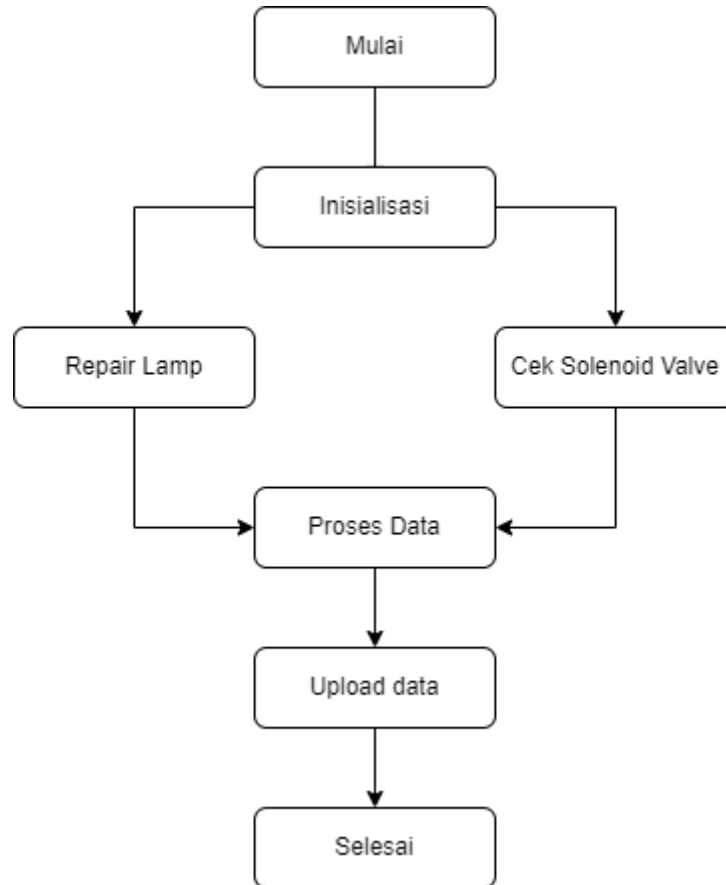 Mulai
Inisialisasi
Repair Lamp
Cek Solenoid Valve
Proses Data
Upload data
Selesai